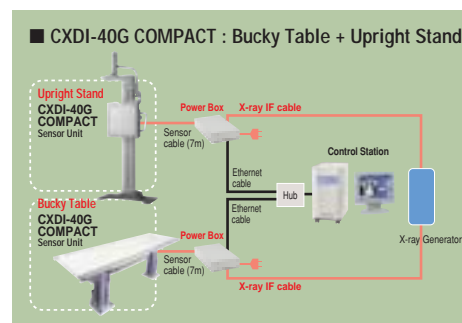 ■ CXDI-40G COMPACT : Bucky Table + Upright Stand
Upright Stand
CXDI-40G
COMPACT
Sensor Unit
Power Box
X-ray IF cable
Sensor
cable (7m)
Control Station
Ethernet
cable
Hub
Ethernet
cable
Bucky Table
CXDI-40G
COMPACT
Sensor Unit
Power Box
Sensor
cable (7m)
X-ray Generator
X-ray IF cable